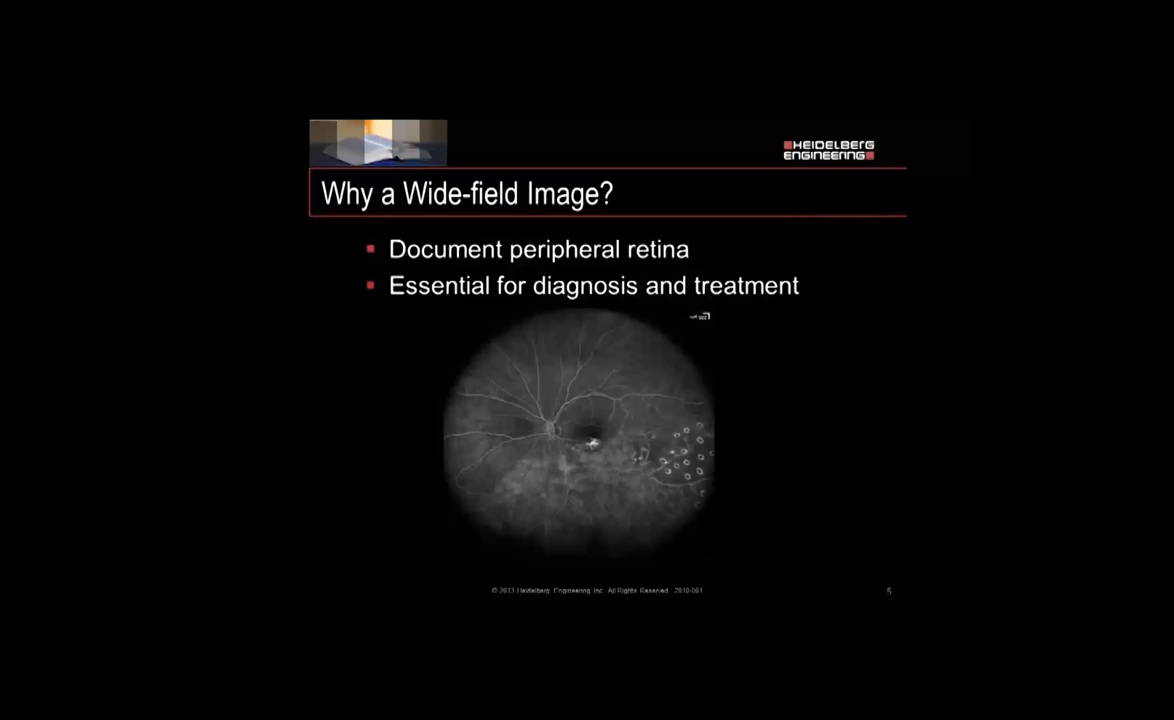 HEIDELBERG
ENGINEERING
Why a Wide-field Image?
Document peripheral retina
Essential for diagnosis and treatment
© 2013 Heidelberg Engineering Inc. All Rights Reserved. 2010-001
5